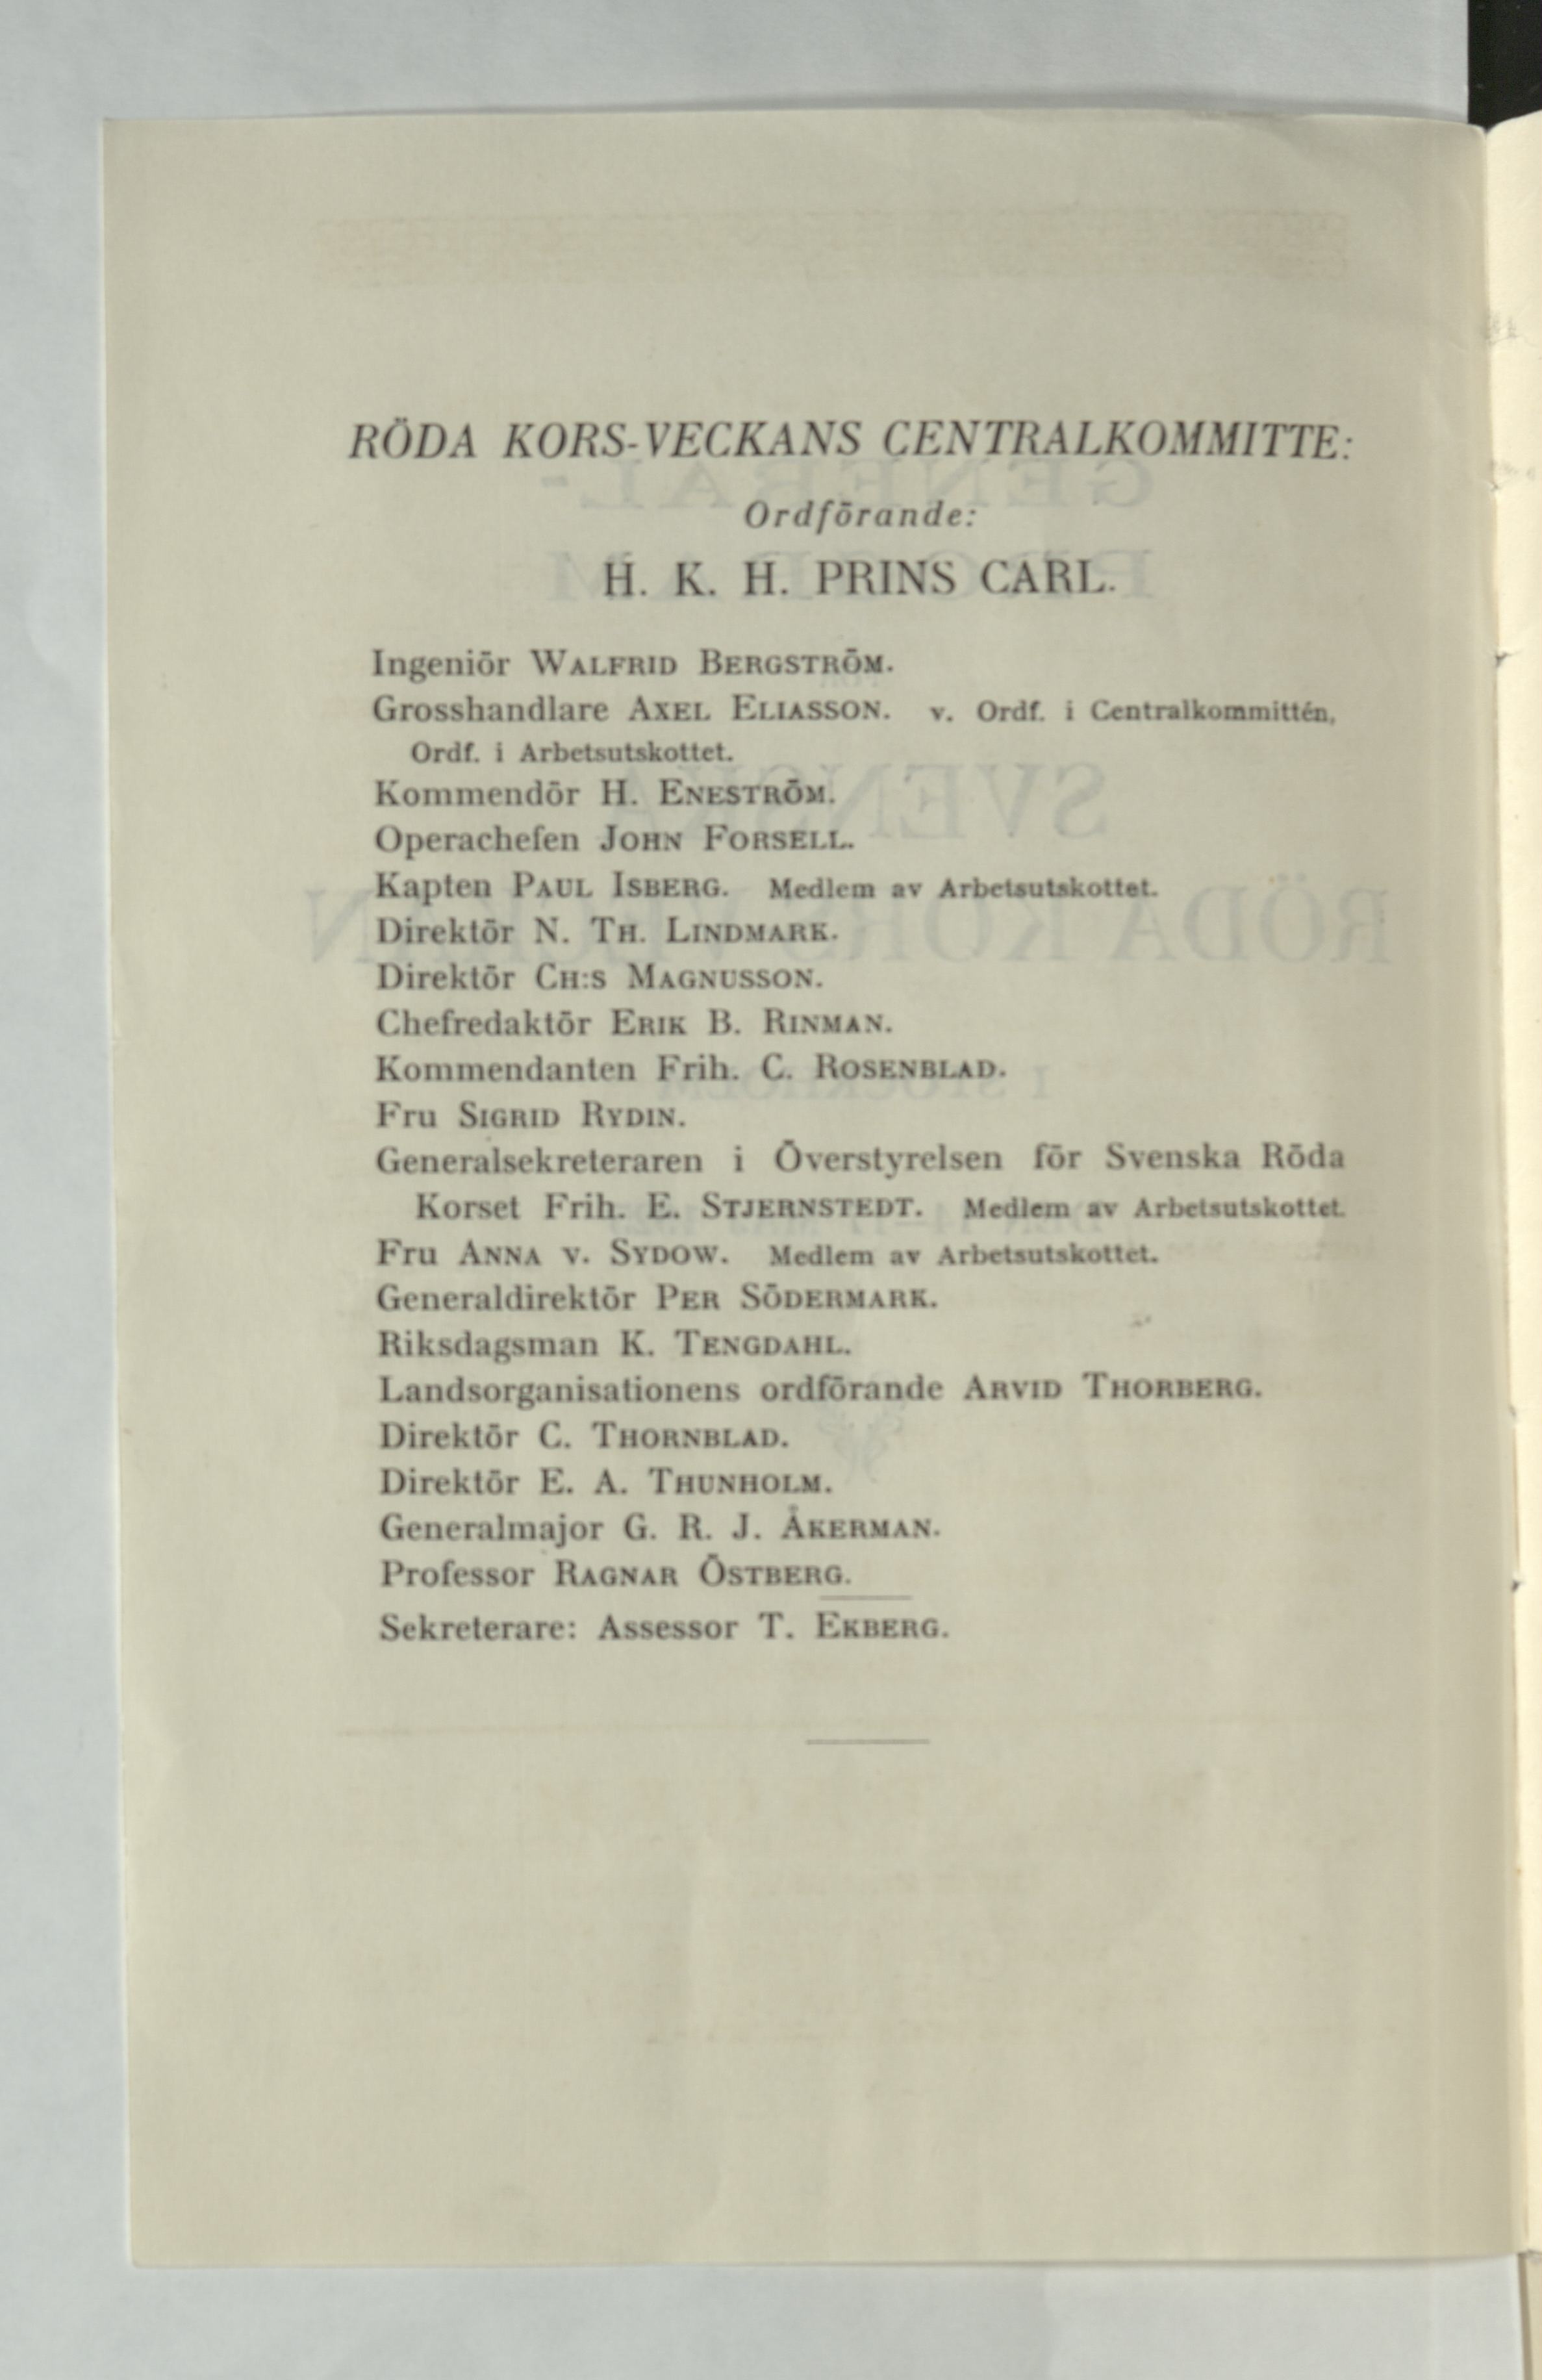 RÖDA KORS-VECKANS CENTRALKOMMITTE:
Ordförande:
H. K. H. PRINS CARL.
Ingeniör WALFRID BERGSTRÖM.
Grosshandlare AXEL ELIASSON. v. Ordf. i Centralkommittén,
Ordf. i Arbetsutskottet.
Kommendör H. ENESTRÖM.
Operachefen JOHN FORSELL.
Kapten PAUL ISBERG. Medlem av Arbetsutskottet.
Direktör N. TH. LINDMARK.
Direktör CH:S MAGNUSSON.
Chefredaktör ERIK B. RINMAN.
Kommendanten Frih. C. ROSENBLAD.
Fru SIGRID RYDIN.
Generalsekreteraren i Överstyrelsen för Svenska Röda
Korset Frih. E. STJERNSTEDT. Medlem av Arbetsutskottet.
Fru ANNA V. SYDOW. Medlem av Arbetsutskottet.
Generaldirektör PER SÖDERMARK.
Riksdagsman K. TENGDAHL.
Landsorganisationens ordförande ARVID THORBERG.
Direktör C. THORNBLAD.
Direktör E. A. THUNHOLM.
Generalmajor G. R. J. ÅKERMAN.
Professor RAGNAR ÖSTBERG.
Sekreterare: Assessor T. EKBERG.